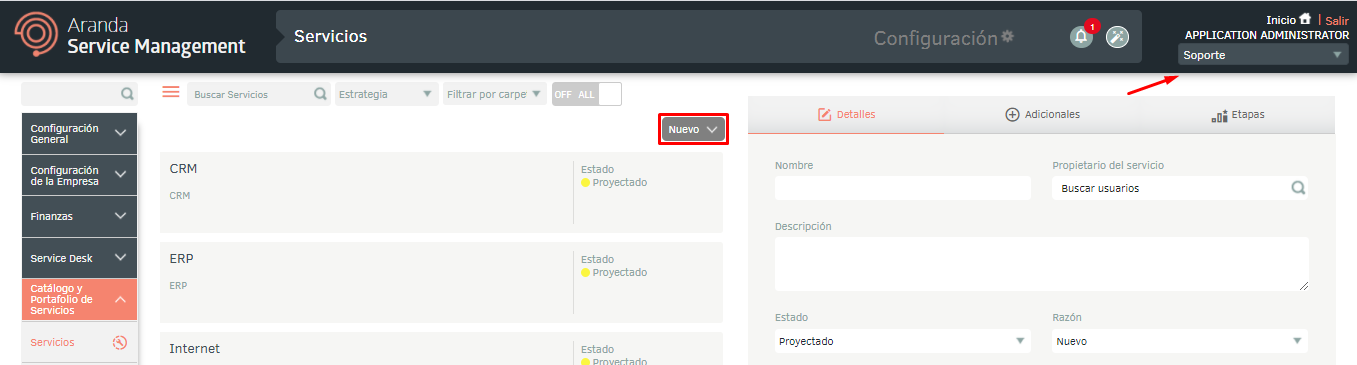 Aranda
Service Management
Servicios
Configuración
1
Inicio | Salir
APPLICATION ADMINISTRATOR
Soporte
Buscar Servicios
Estrategia
Filtrar por carpe
OFF ALL
Nuevo
Configuración
General
Configuración
de la Empresa
Finanzas
Service Desk
Catálogo y
Portafolio de
Servicios
Servicios
CRM
CRM
Estado
Proyectado
ERP
ERP
Estado
Proyectado
Internet
Estado
Proyectado
Detalles
Adicionales
Etapas
Nombre
Propietario del servicio
Buscar usuarios
Descripción
Estado
Razón
Proyectado
Nuevo